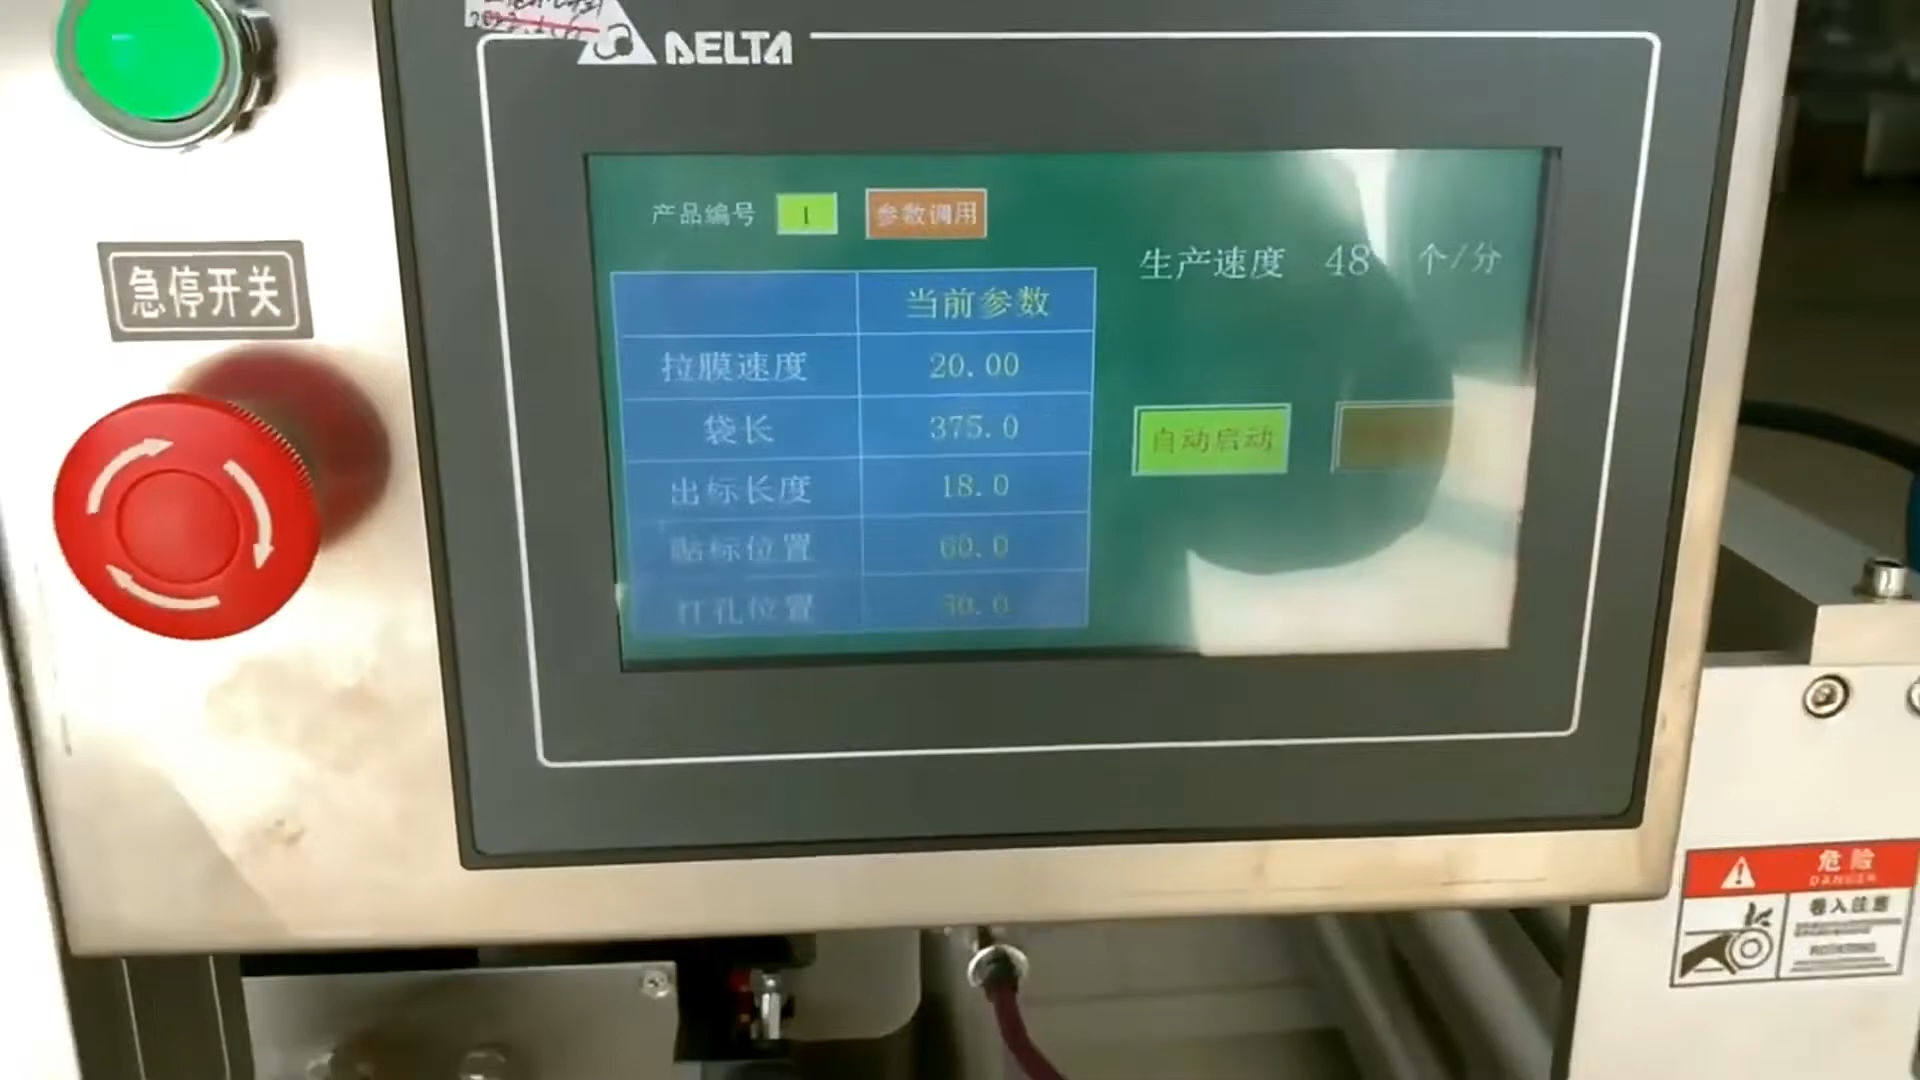 DELTA
产品编号 1 参数调用
生产速度 48 个/分
当前参数
拉膜速度 20.00
袋长 375.0
出标长度 18.0
贴标位置 60.0
打孔位置
自动启动
急停开关
危险
DANGER
卷入注意